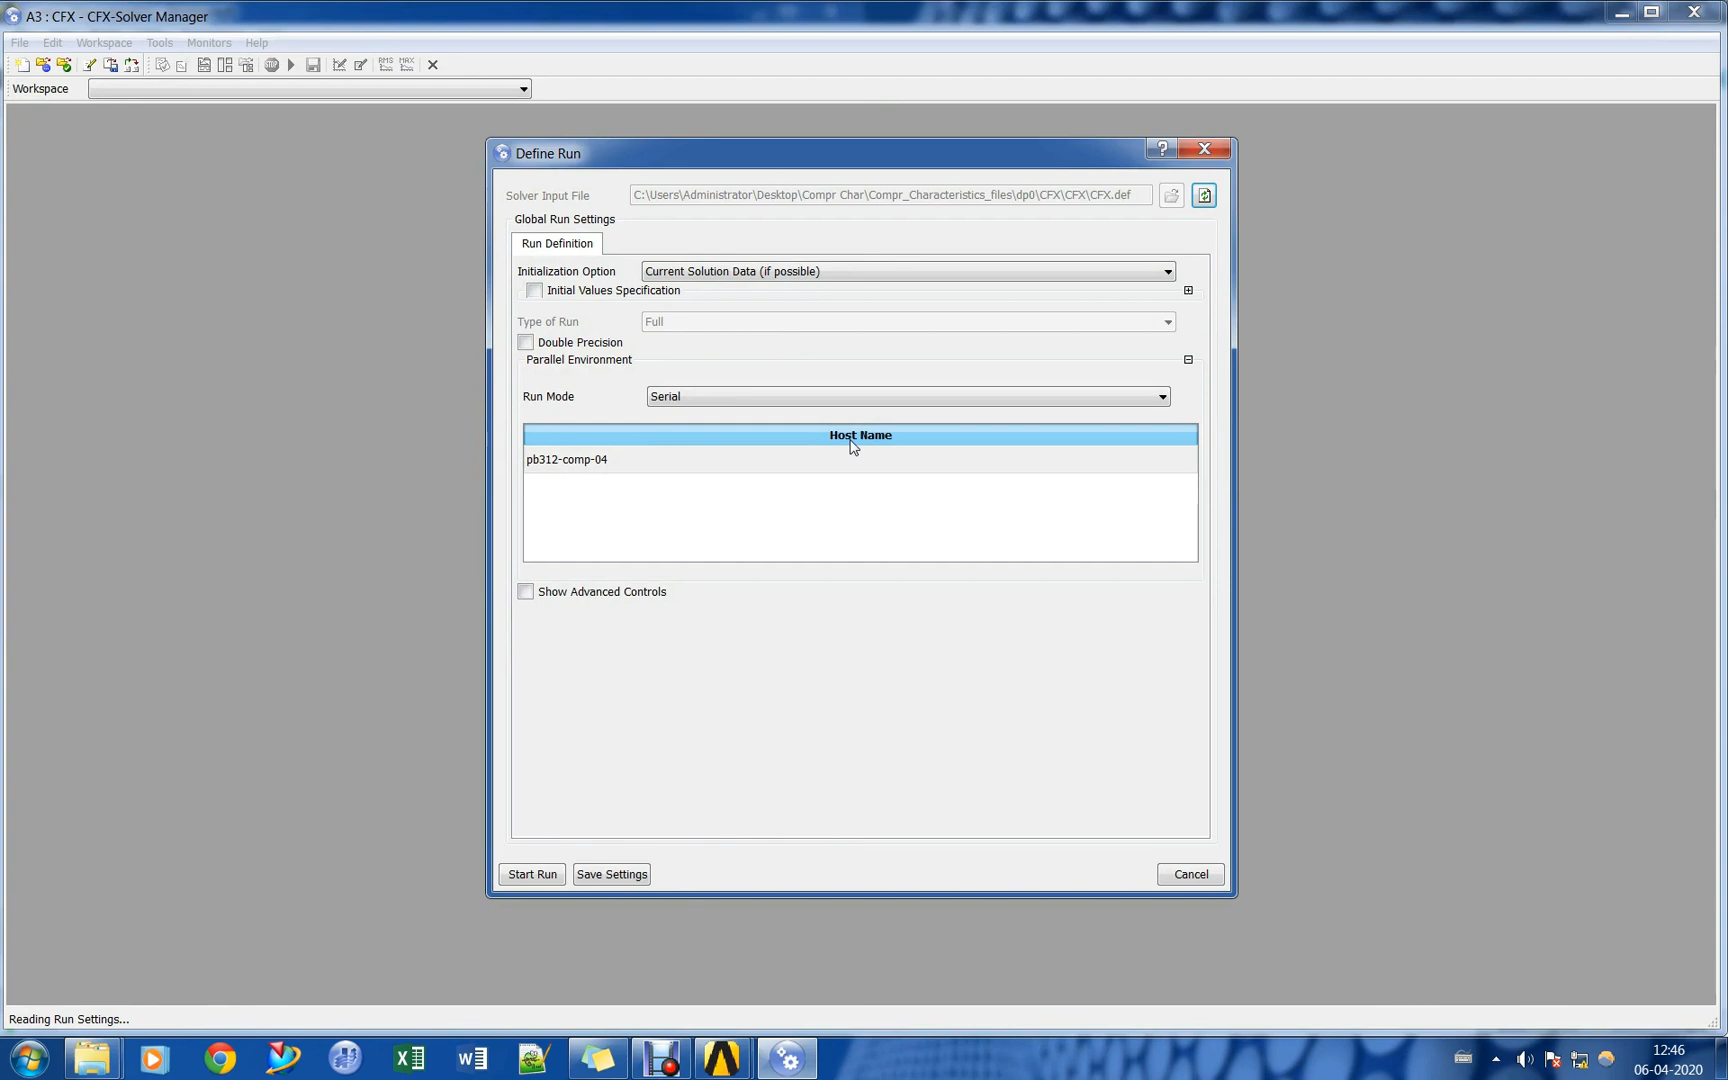 A3 : CFX - CFX-Solver Manager
File Edit Workspace Tools Monitors Help
STOP RMS MAX
Workspace
Define Run
?
Solver Input File C:\Users\Administrator\Desktop\Compr Char\Compr_Characteristics_files\dp0\CFX\CFX\CFX.def
Global Run Settings
Run Definition
Initialization Option Current Solution Data (if possible)
Initial Values Specification
Type of Run Full
Double Precision
Parallel Environment
Run Mode Serial
Host Name
pb312-comp-04
Show Advanced Controls
Start Run Save Settings Cancel
Reading Run Settings...
12:46
06-04-2020